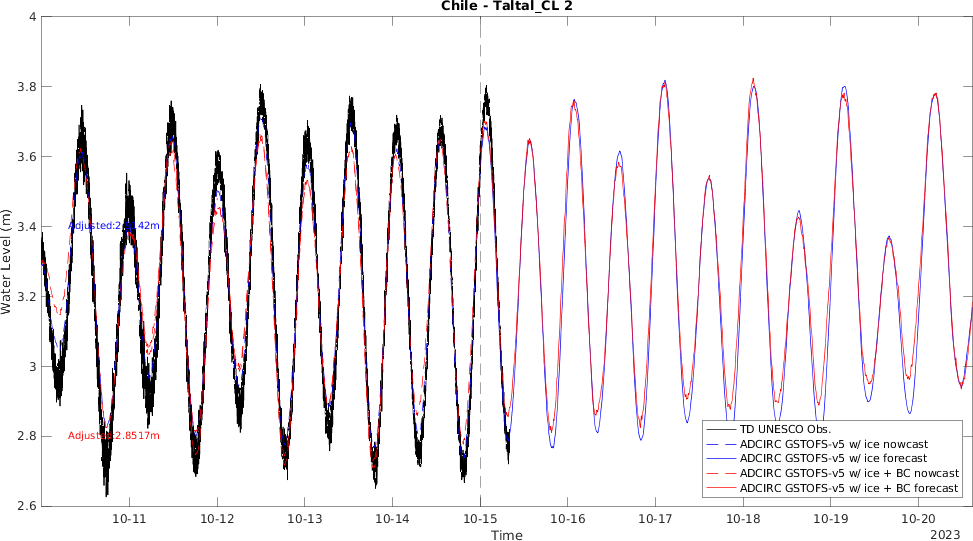 Chile - Taltal_CL 2
4
3.8
3.6
3.4
3.2
3
2.8
2.6
Water Level (m)
Adjusted:2.8517m
TD UNESCO Obs.
ADCIRC GSTOFS-v5 w/ ice nowcast
ADCIRC GSTOFS-v5 w/ ice forecast
ADCIRC GSTOFS-v5 w/ ice + BC nowcast
ADCIRC GSTOFS-v5 w/ ice + BC forecast
10-11 10-12 10-13 10-14 10-15 10-16 10-17 10-18 10-19 10-20
Time
2023